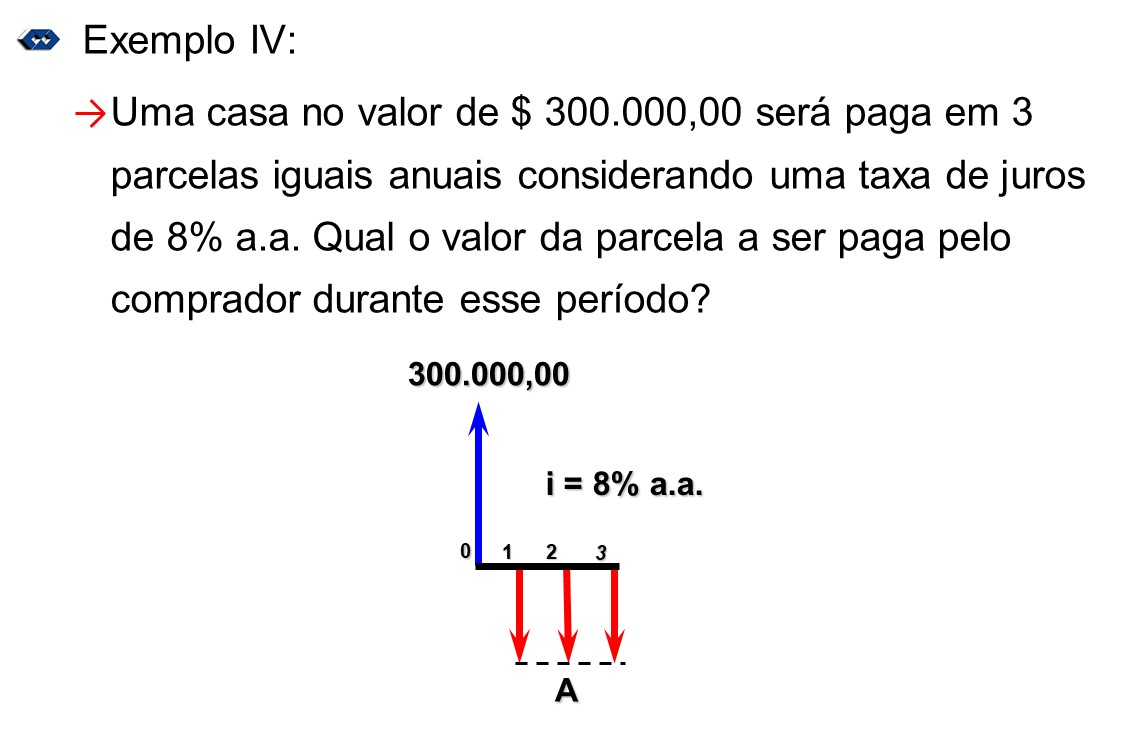 Exemplo IV:
→Uma casa no valor de $ 300.000,00 será paga em 3
parcelas iguais anuais considerando uma taxa de juros
de 8% a.a. Qual o valor da parcela a ser paga pelo
comprador durante esse período?
300.000,00
i = 8% a.a.
0 1 2 3
A